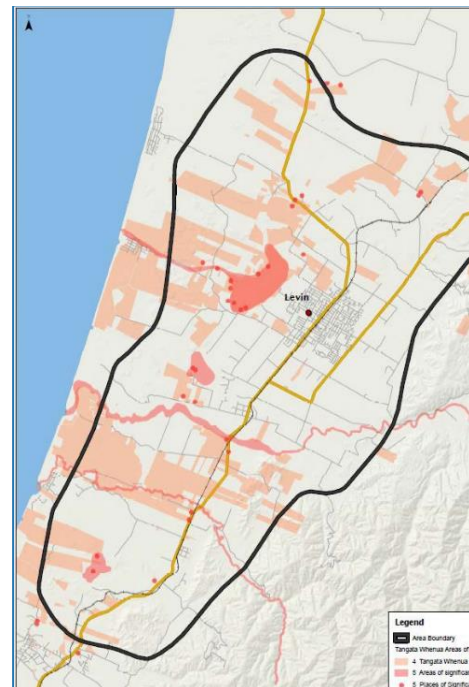 N
Levin
Legend
Area Boundary
Tangata Whenua Areas of
4 Tangata Whenua
5 Areas of significa
5 Places of Signific